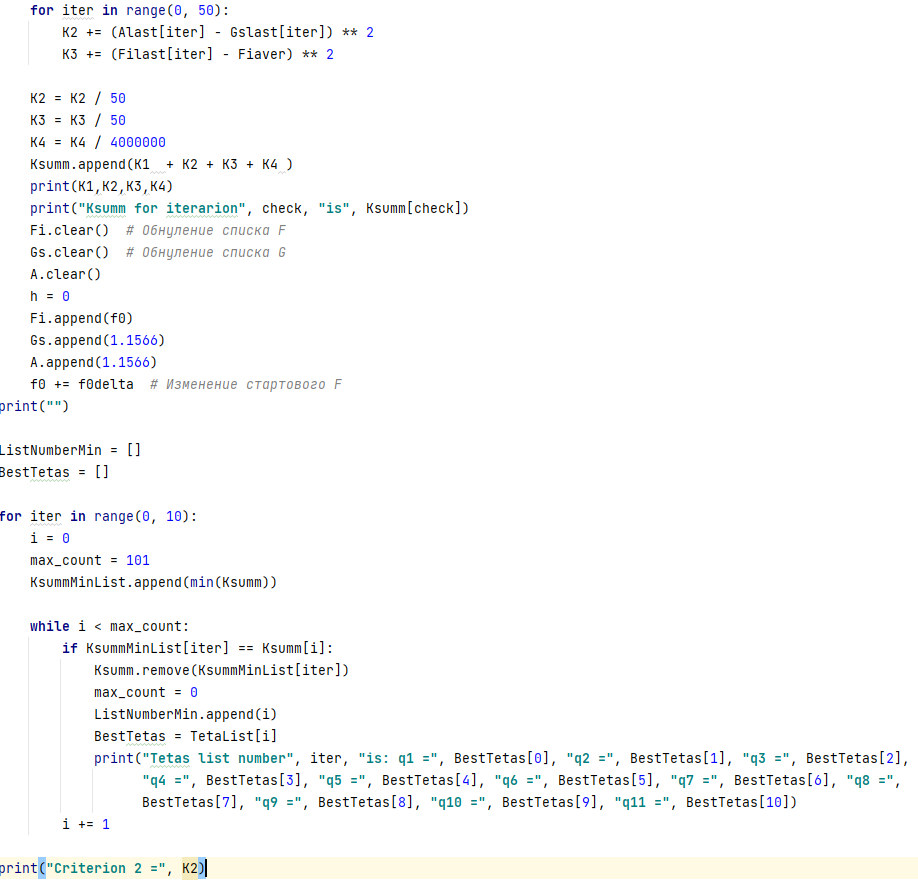 for iter in range(0, 50):
K2 += (Alast[iter] - Gslast[iter]) ** 2
K3 += (Filast[iter] - Fiaver) ** 2
K2 = K2 / 50
K3 = K3 / 50
K4 = K4 / 4000000
Ksumm.append(K1  + K2 + K3 + K4 )
print(K1,K2,K3,K4)
print("Ksumm for iterarion", check, "is", Ksumm[check])
Fi.clear()  # Обнуление списка F
Gs.clear()  # Обнуление списка G
A.clear()
h = 0
Fi.append(f0)
Gs.append(1.1566)
A.append(1.1566)
f0 += f0delta  # Изменение стартового F
print("")
ListNumberMin = []
BestTetas = []
for iter in range(0, 10):
i = 0
max_count = 101
KsummMinList.append(min(Ksumm))
while i < max_count:
if KsummMinList[iter] == Ksumm[i]:
Ksumm.remove(KsummMinList[iter])
max_count = 0
ListNumberMin.append(i)
BestTetas = TetaList[i]
print("Tetas list number", iter, "is: q1 =", BestTetas[0], "q2 =", BestTetas[1], "q3 =", BestTetas[2],
"q4 =", BestTetas[3], "q5 =", BestTetas[4], "q6 =", BestTetas[5], "q7 =", BestTetas[6], "q8 =",
BestTetas[7], "q9 =", BestTetas[8], "q10 =", BestTetas[9], "q11 =", BestTetas[10])
i += 1
print("Criterion 2 =", K2)